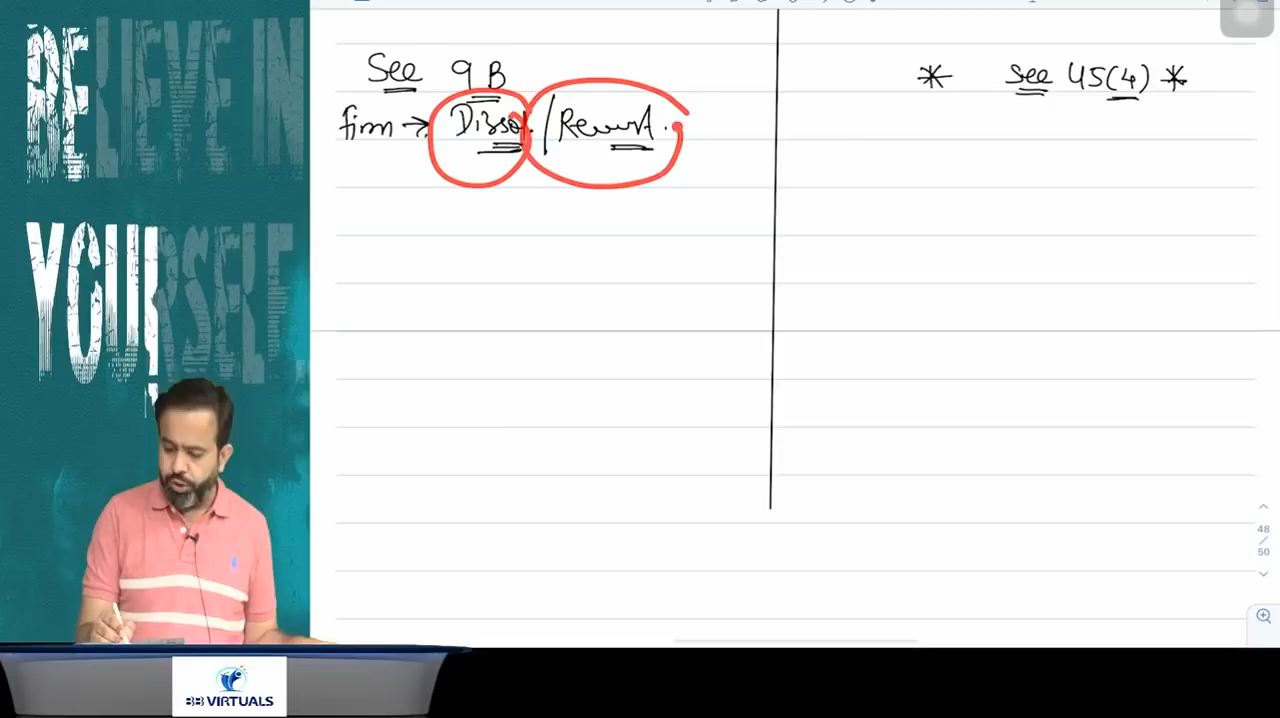 BELIEVE IN
YOURSELF.
See 9B
firm → Disso. / Reconst.
* See 45(4) *
48
/
50
BB VIRTUALS